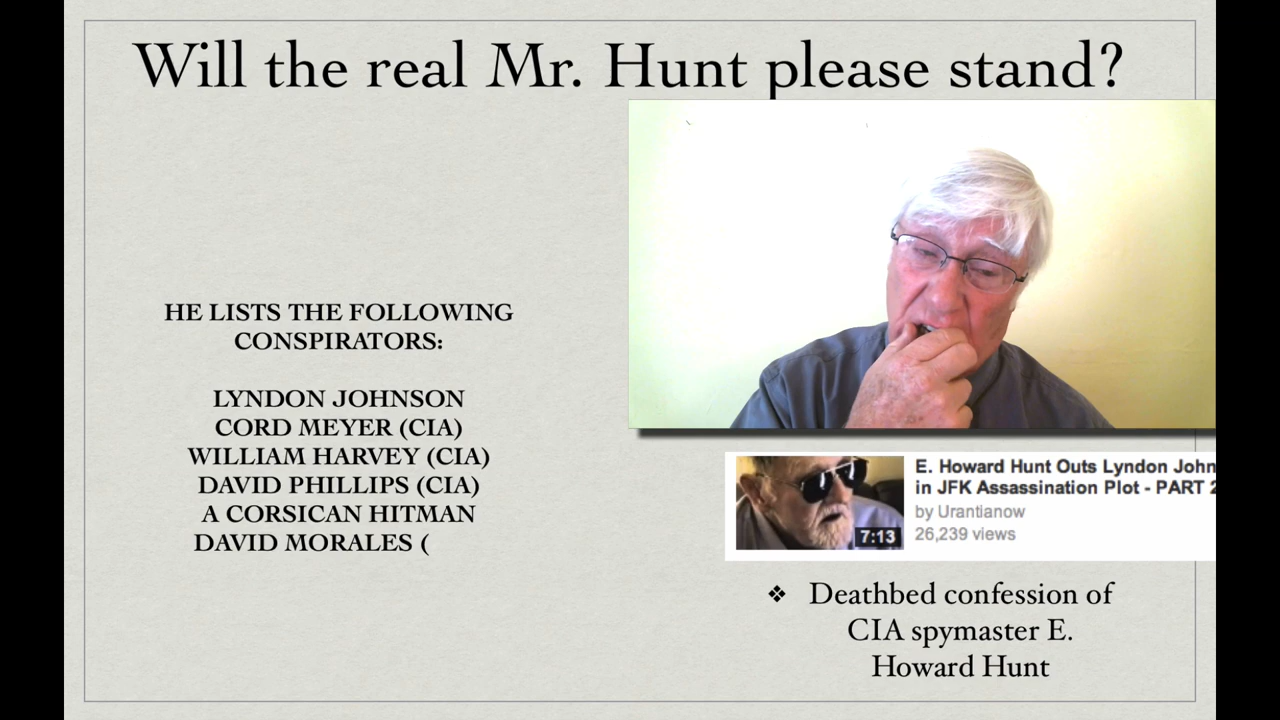 Will the real Mr. Hunt please stand?
HE LISTS THE FOLLOWING
CONSPIRATORS:
LYNDON JOHNSON
CORD MEYER (CIA)
WILLIAM HARVEY (CIA)
DAVID PHILLIPS (CIA)
A CORSICAN HITMAN
DAVID MORALES (
E. Howard Hunt Outs Lyndon John
in JFK Assassination Plot - PART 2
by Urantianow
26,239 views
7:13
❖ Deathbed confession of
CIA spymaster E.
Howard Hunt